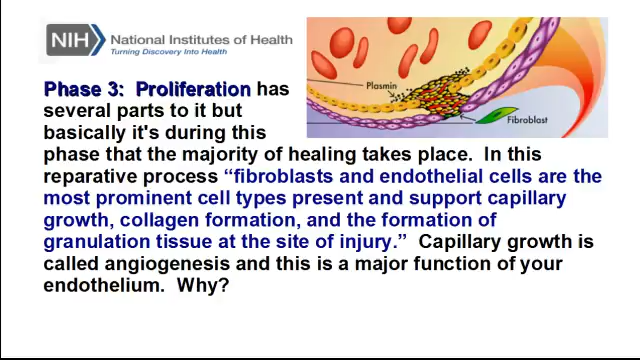 NIH
National Institutes of Health
Turning Discovery Into Health
Plasmin
Fibroblast
Phase 3:  Proliferation has
several parts to it but
basically it's during this
phase that the majority of healing takes place.  In this
reparative process “fibroblasts and endothelial cells are the
most prominent cell types present and support capillary
growth, collagen formation, and the formation of
granulation tissue at the site of injury.”  Capillary growth is
called angiogenesis and this is a major function of your
endothelium.  Why?